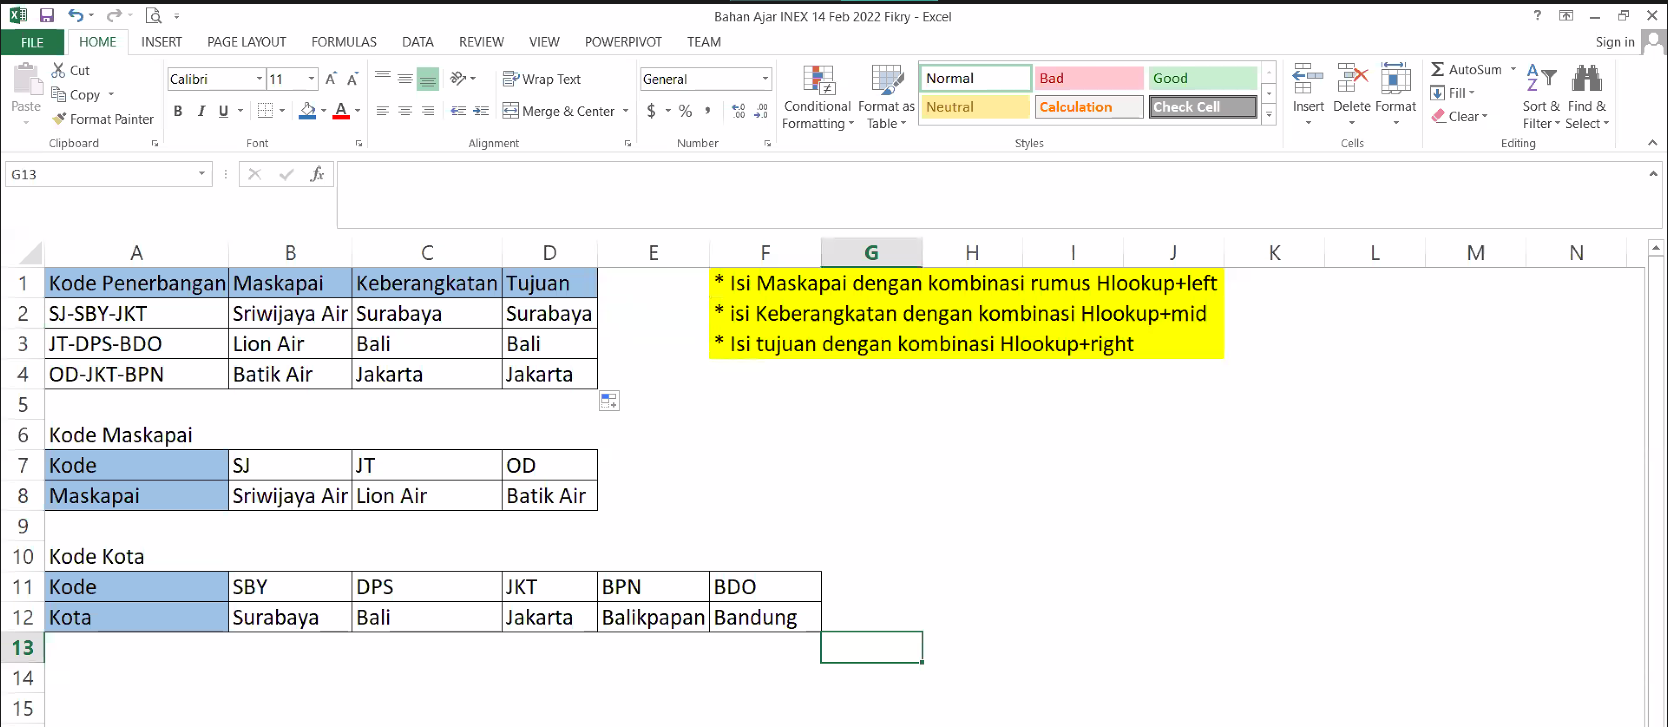 Bahan Ajar INEX 14 Feb 2022 Fikry - Excel
?
FILE HOME INSERT PAGE LAYOUT FORMULAS DATA REVIEW VIEW POWERPIVOT TEAM Sign in
Paste
Cut
Copy
Format Painter
Clipboard
Calibri 11
B I U
Font
Wrap Text
Merge & Center
Alignment
General
$ % ,
Number
Conditional Formatting
Format as Table
Normal Bad Good
Neutral Calculation Check Cell
Styles
Insert Delete Format
Cells
AutoSum
Fill
Clear
Sort & Filter
Find & Select
Editing
G13 fx
A B C D E F G H I J K L M N
1 Kode Penerbangan Maskapai Keberangkatan Tujuan * Isi Maskapai dengan kombinasi rumus Hlookup+left
2 SJ-SBY-JKT Sriwijaya Air Surabaya Surabaya * isi Keberangkatan dengan kombinasi Hlookup+mid
3 JT-DPS-BDO Lion Air Bali Bali * Isi tujuan dengan kombinasi Hlookup+right
4 OD-JKT-BPN Batik Air Jakarta Jakarta
5
6 Kode Maskapai
7 Kode SJ JT OD
8 Maskapai Sriwijaya Air Lion Air Batik Air
9
10 Kode Kota
11 Kode SBY DPS JKT BPN BDO
12 Kota Surabaya Bali Jakarta Balikpapan Bandung
13
14
15